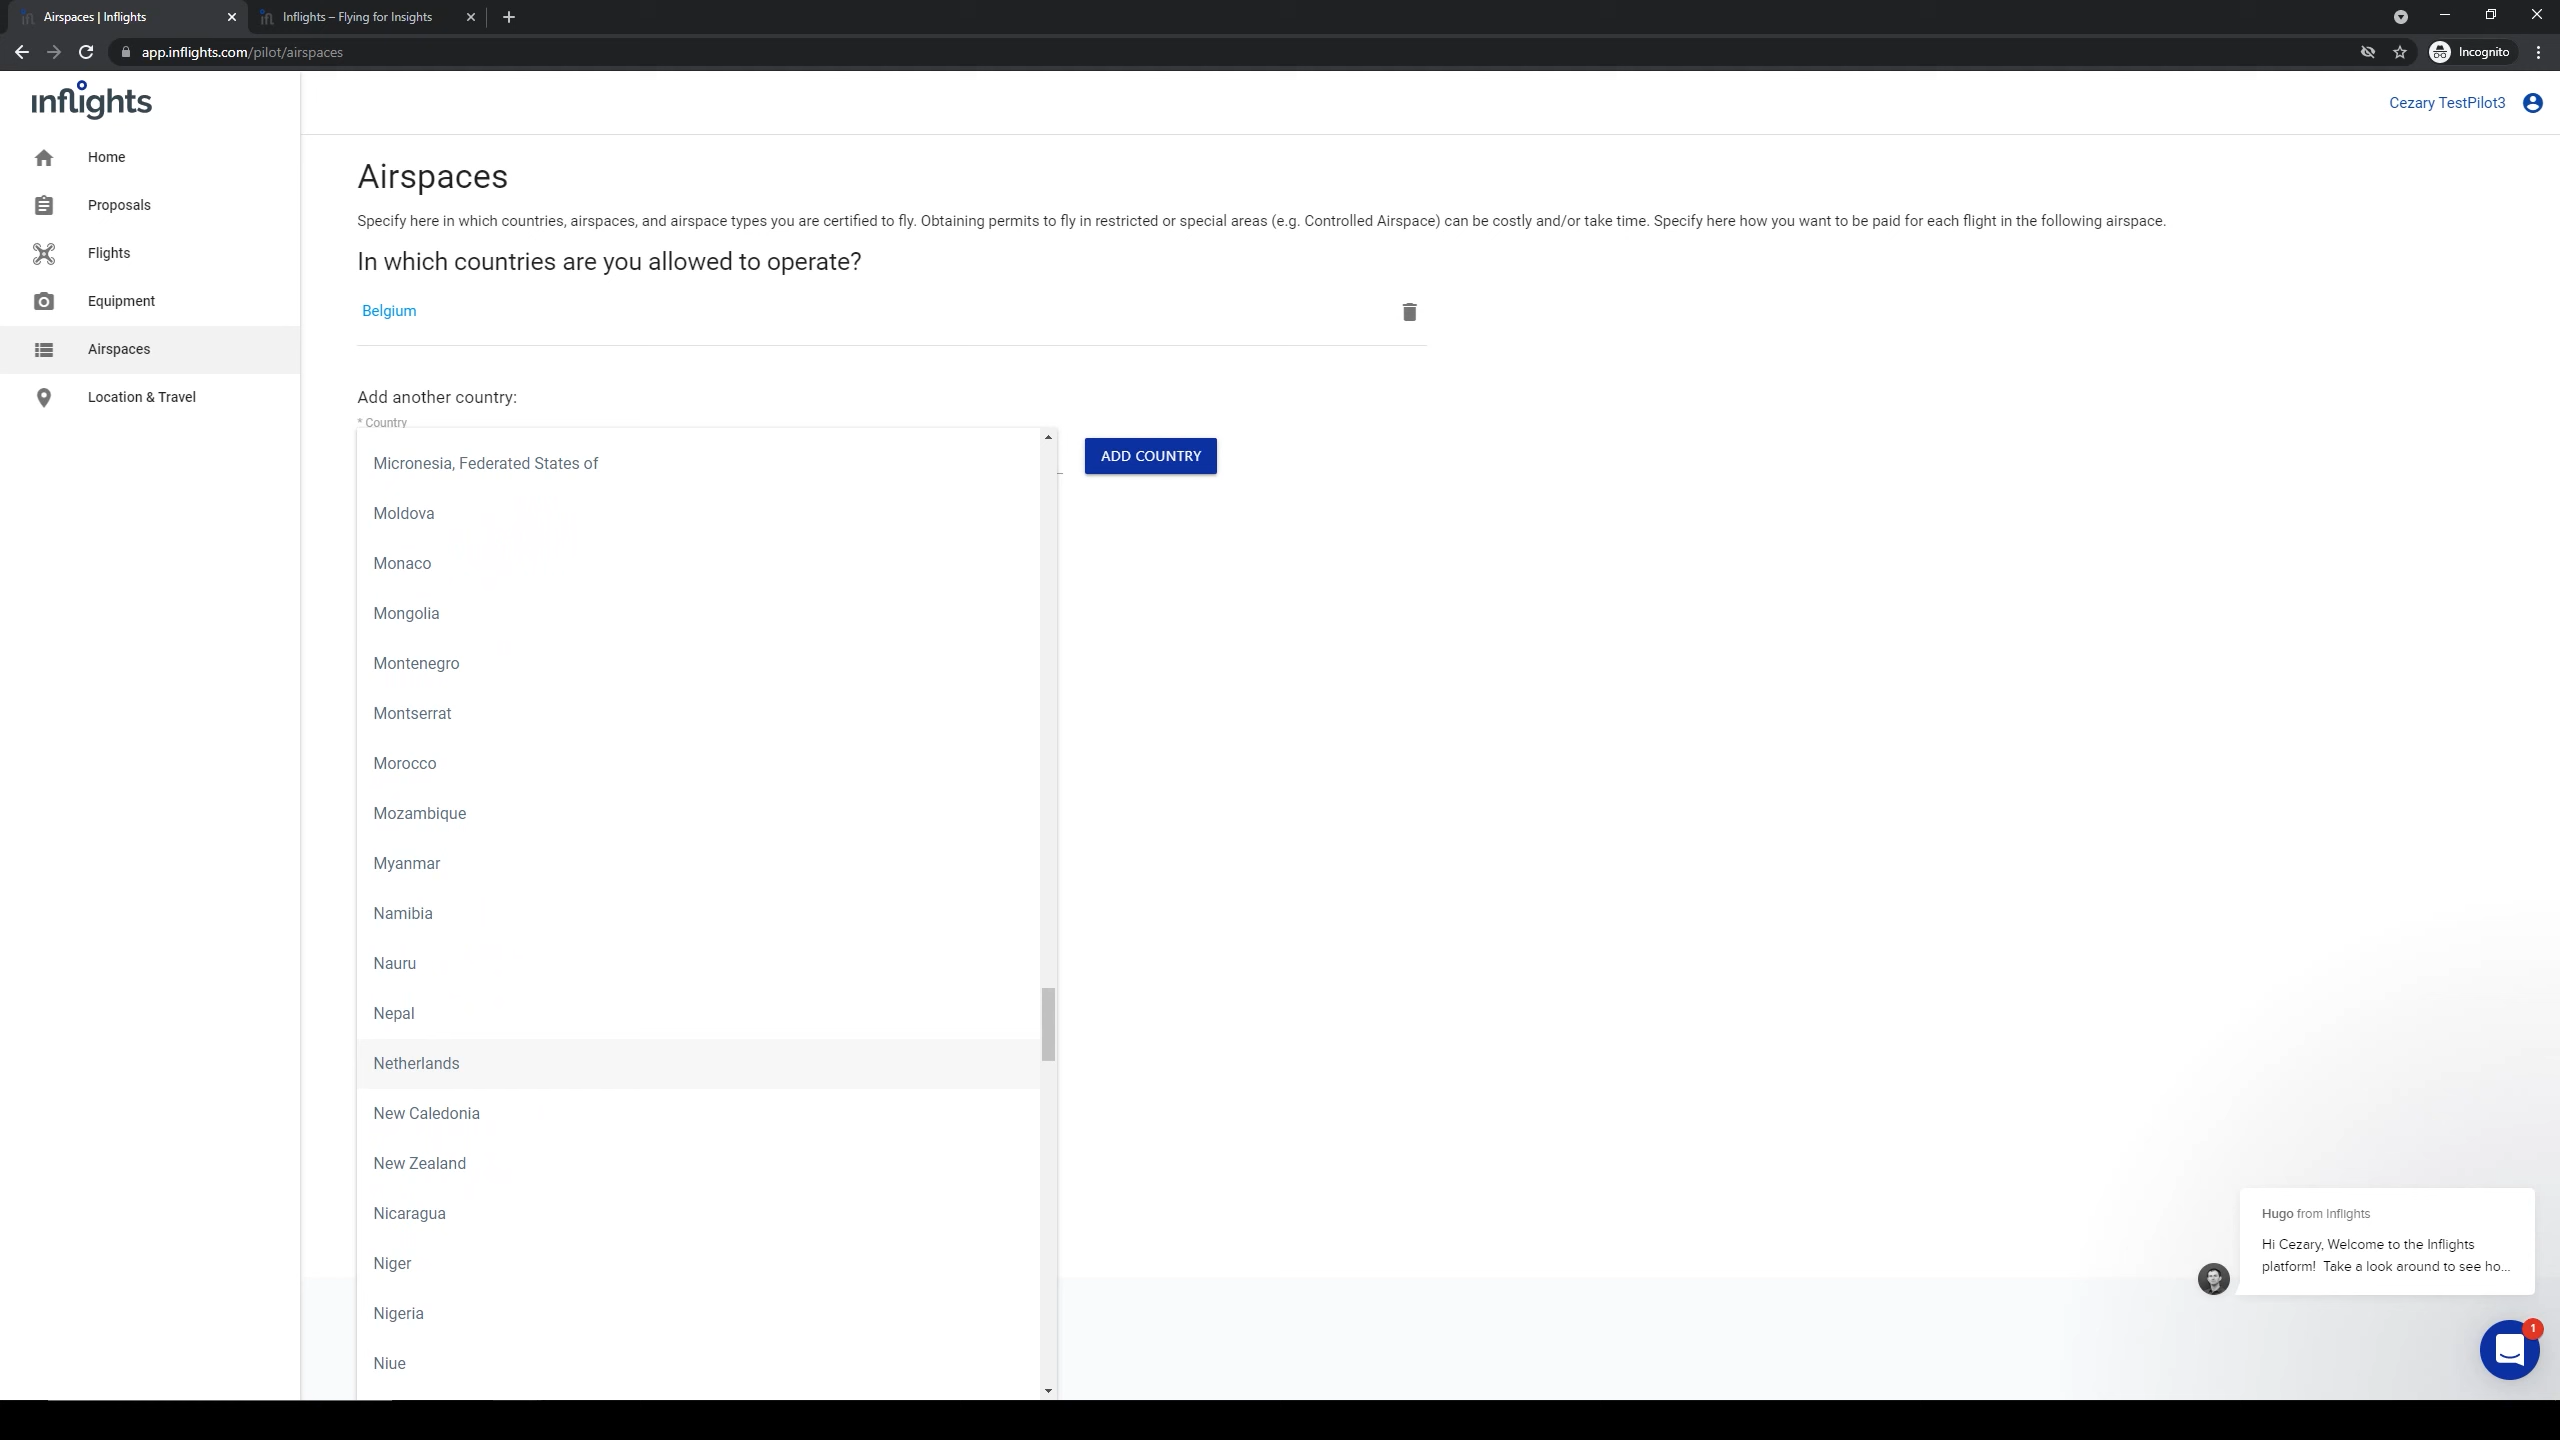 Airspaces | Inflights
Inflights – Flying for Insights
app.inflights.com/pilot/airspaces
Incognito
inflights
Cezary TestPilot3
Home
Proposals
Flights
Equipment
Airspaces
Location & Travel
Airspaces
Specify here in which countries, airspaces, and airspace types you are certified to fly. Obtaining permits to fly in restricted or special areas (e.g. Controlled Airspace) can be costly and/or take time. Specify here how you want to be paid for each flight in the following airspace.
In which countries are you allowed to operate?
Belgium
Add another country:
* Country
ADD COUNTRY
Micronesia, Federated States of
Moldova
Monaco
Mongolia
Montenegro
Montserrat
Morocco
Mozambique
Myanmar
Namibia
Nauru
Nepal
Netherlands
New Caledonia
New Zealand
Nicaragua
Niger
Nigeria
Niue
Hugo from Inflights
Hi Cezary, Welcome to the Inflights
platform! Take a look around to see ho...
1